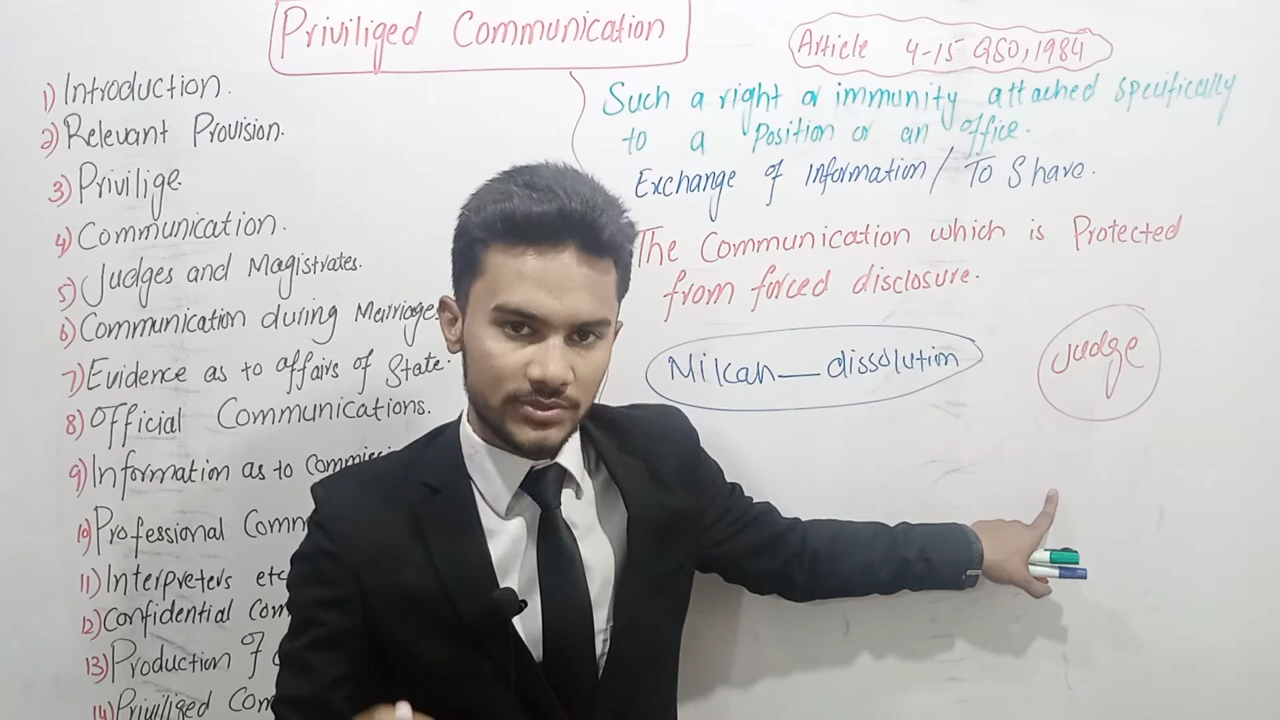 Priviliged Communication
Article 4-15 QSO, 1984
1) Introduction.
2) Relevant Provision.
3) Privilige.
4) Communication.
5) Judges and Magistrates.
6) Communication during Marriage
7) Evidence as to affairs of State.
8) Official Communications.
9) Information as to
10) Professional
11) Interpreters etc
12) Confidential
13) Production of
14) Priviliged
Such a right or immunity attached specifically
to a Position or an office.
Exchange of Information / To Share.
The Communication which is Protected
from forced disclosure.
Nikah — dissolution
Judge